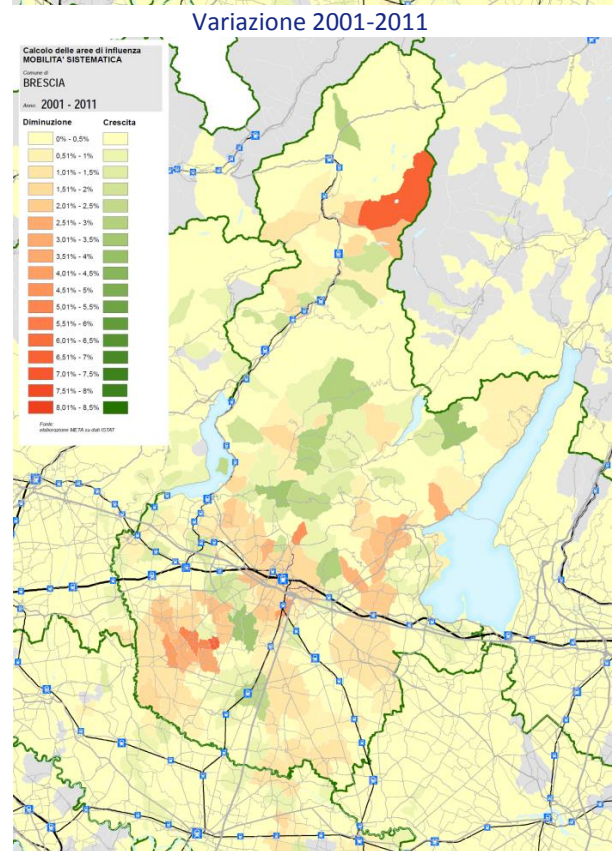 Variazione 2001-2011
Calcolo delle aree di influenza
MOBILITA' SISTEMATICA
Comune di
BRESCIA
Anno: 2001 - 2011
Diminuzione Crescita
0% - 0,5%
0,51% - 1%
1,01% - 1,5%
1,51% - 2%
2,01% - 2,5%
2,51% - 3%
3,01% - 3,5%
3,51% - 4%
4,01% - 4,5%
4,51% - 5%
5,01% - 5,5%
5,51% - 6%
6,01% - 6,5%
6,51% - 7%
7,01% - 7,5%
7,51% - 8%
8,01% - 8,5%
Fonte:
elaborazione META su dati ISTAT